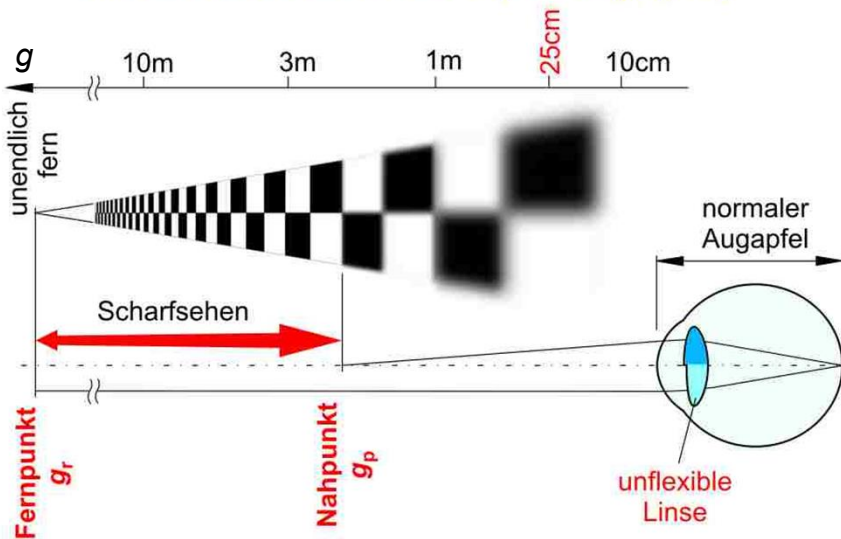 g
10m
3m
1m
25cm
10cm
unendlich
fern
normaler
Augapfel
Scharfsehen
Fernpunkt
gr
Nahpunkt
gp
unflexible
Linse